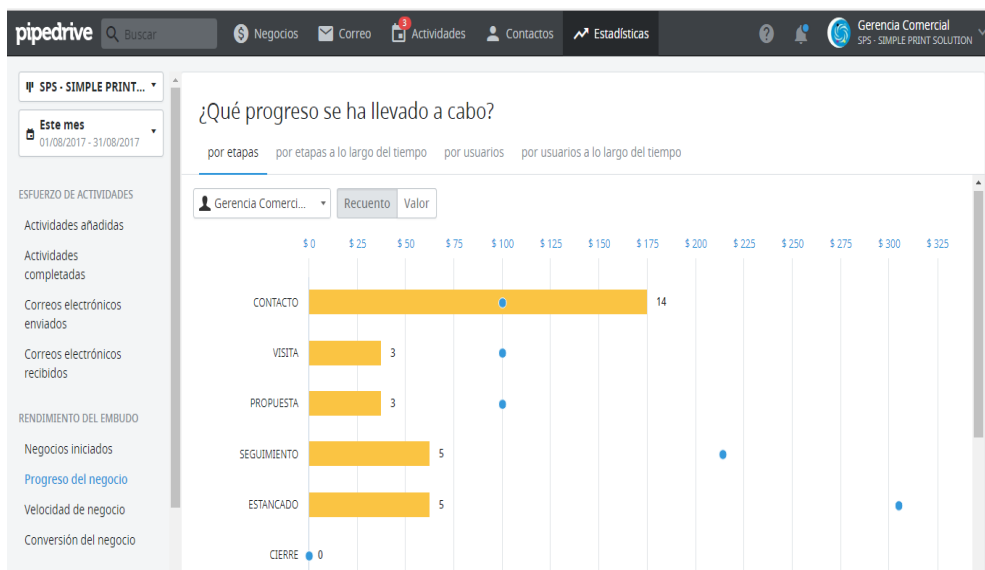 pipedrive Buscar Negocios Correo 3 Actividades Contactos Estadísticas Gerencia Comercial
SPS - SIMPLE PRINT SOLUTION
SPS - SIMPLE PRINT...
Este mes
01/08/2017 - 31/08/2017
ESFUERZO DE ACTIVIDADES
Actividades añadidas
Actividades
completadas
Correos electrónicos
enviados
Correos electrónicos
recibidos
RENDIMIENTO DEL EMBUDO
Negocios iniciados
Progreso del negocio
Velocidad de negocio
Conversión del negocio
¿Qué progreso se ha llevado a cabo?
por etapas por etapas a lo largo del tiempo por usuarios por usuarios a lo largo del tiempo
Gerencia Comerci... Recuento Valor
$ 0 $ 25 $ 50 $ 75 $ 100 $ 125 $ 150 $ 175 $ 200 $ 225 $ 250 $ 275 $ 300 $ 325
CONTACTO 14
VISITA 3
PROPUESTA 3
SEGUIMIENTO 5
ESTANCADO 5
CIERRE 0